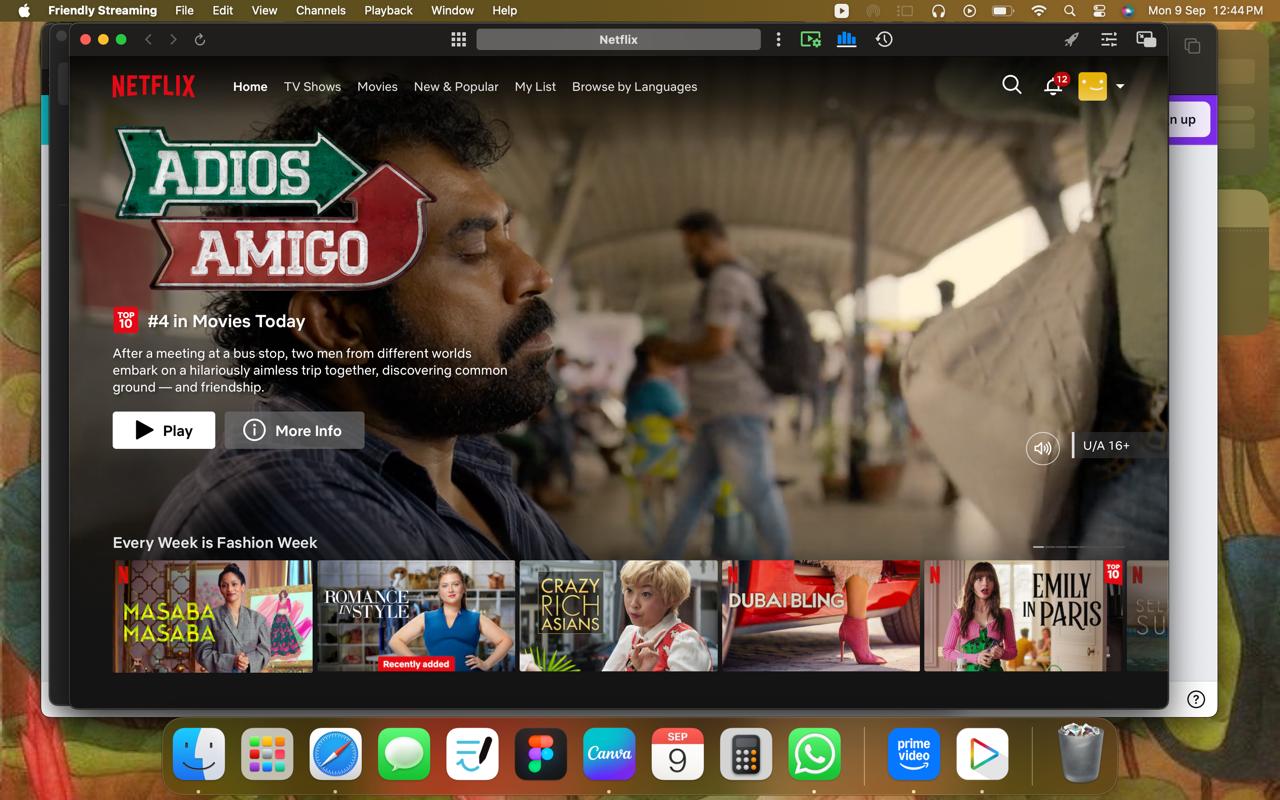 Friendly Streaming File Edit View Channels Playback Window Help Mon 9 Sep 12:44 PM
Netflix
n up
NETFLIX Home TV Shows Movies New & Popular My List Browse by Languages 12
ADIOS
AMIGO
TOP 10 #4 in Movies Today
After a meeting at a bus stop, two men from different worlds
embark on a hilariously aimless trip together, discovering common
ground — and friendship.
Play More Info
U/A 16+
Every Week is Fashion Week
N MASABA MASABA
ROMANCE IN STYLE
Recently added
CRAZY RICH ASIANS
N DUBAI BLING
N EMILY IN PARIS TOP 10
N
Canva
SEP
9
prime video